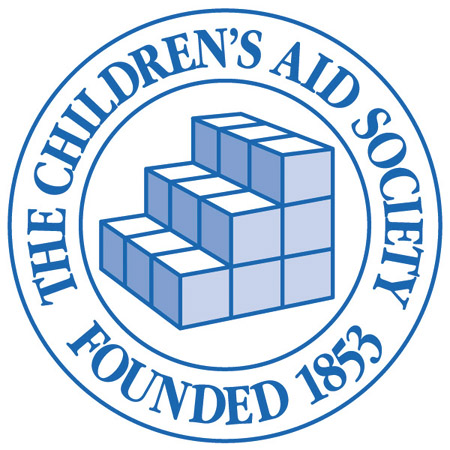 THE CHILDREN'S AID SOCIETY
FOUNDED 1853